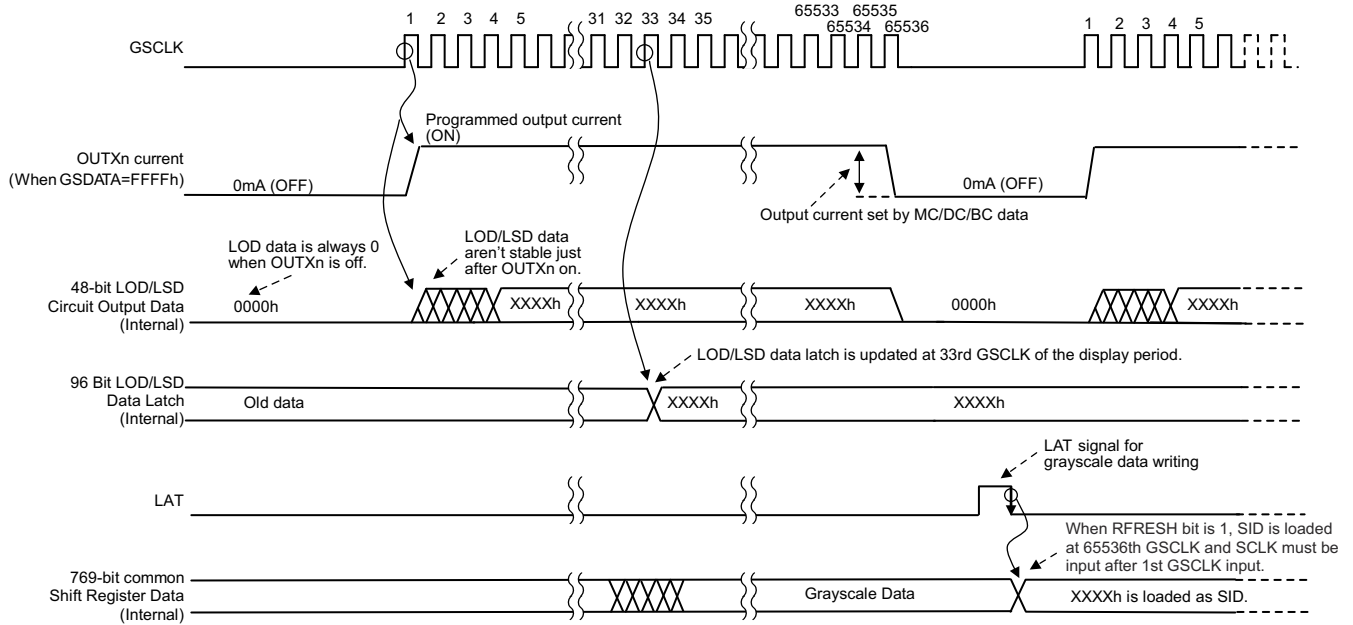 1 2 3 4 5 31 32 33 34 35 65533 65535 1 2 3 4 5
65534 65536
GSCLK
Programmed output current
(ON)
OUTXn current
(When GSDATA=FFFFh)
0mA (OFF)
0mA (OFF)
Output current set by MC/DC/BC data
LOD data is always 0
when OUTXn is off.
LOD/LSD data
aren't stable just
after OUTXn on.
48-bit LOD/LSD
Circuit Output Data
(Internal)
0000h
XXXXh
XXXXh
XXXXh
0000h
XXXXh
LOD/LSD data latch is updated at 33rd GSCLK of the display period.
96 Bit LOD/LSD
Data Latch
(Internal)
Old data
XXXXh
XXXXh
LAT signal for
grayscale data writing
LAT
When RFRESH bit is 1, SID is loaded
at 65536th GSCLK and SCLK must be
input after 1st GSCLK input.
769-bit common
Shift Register Data
(Internal)
Grayscale Data
XXXXh is loaded as SID.